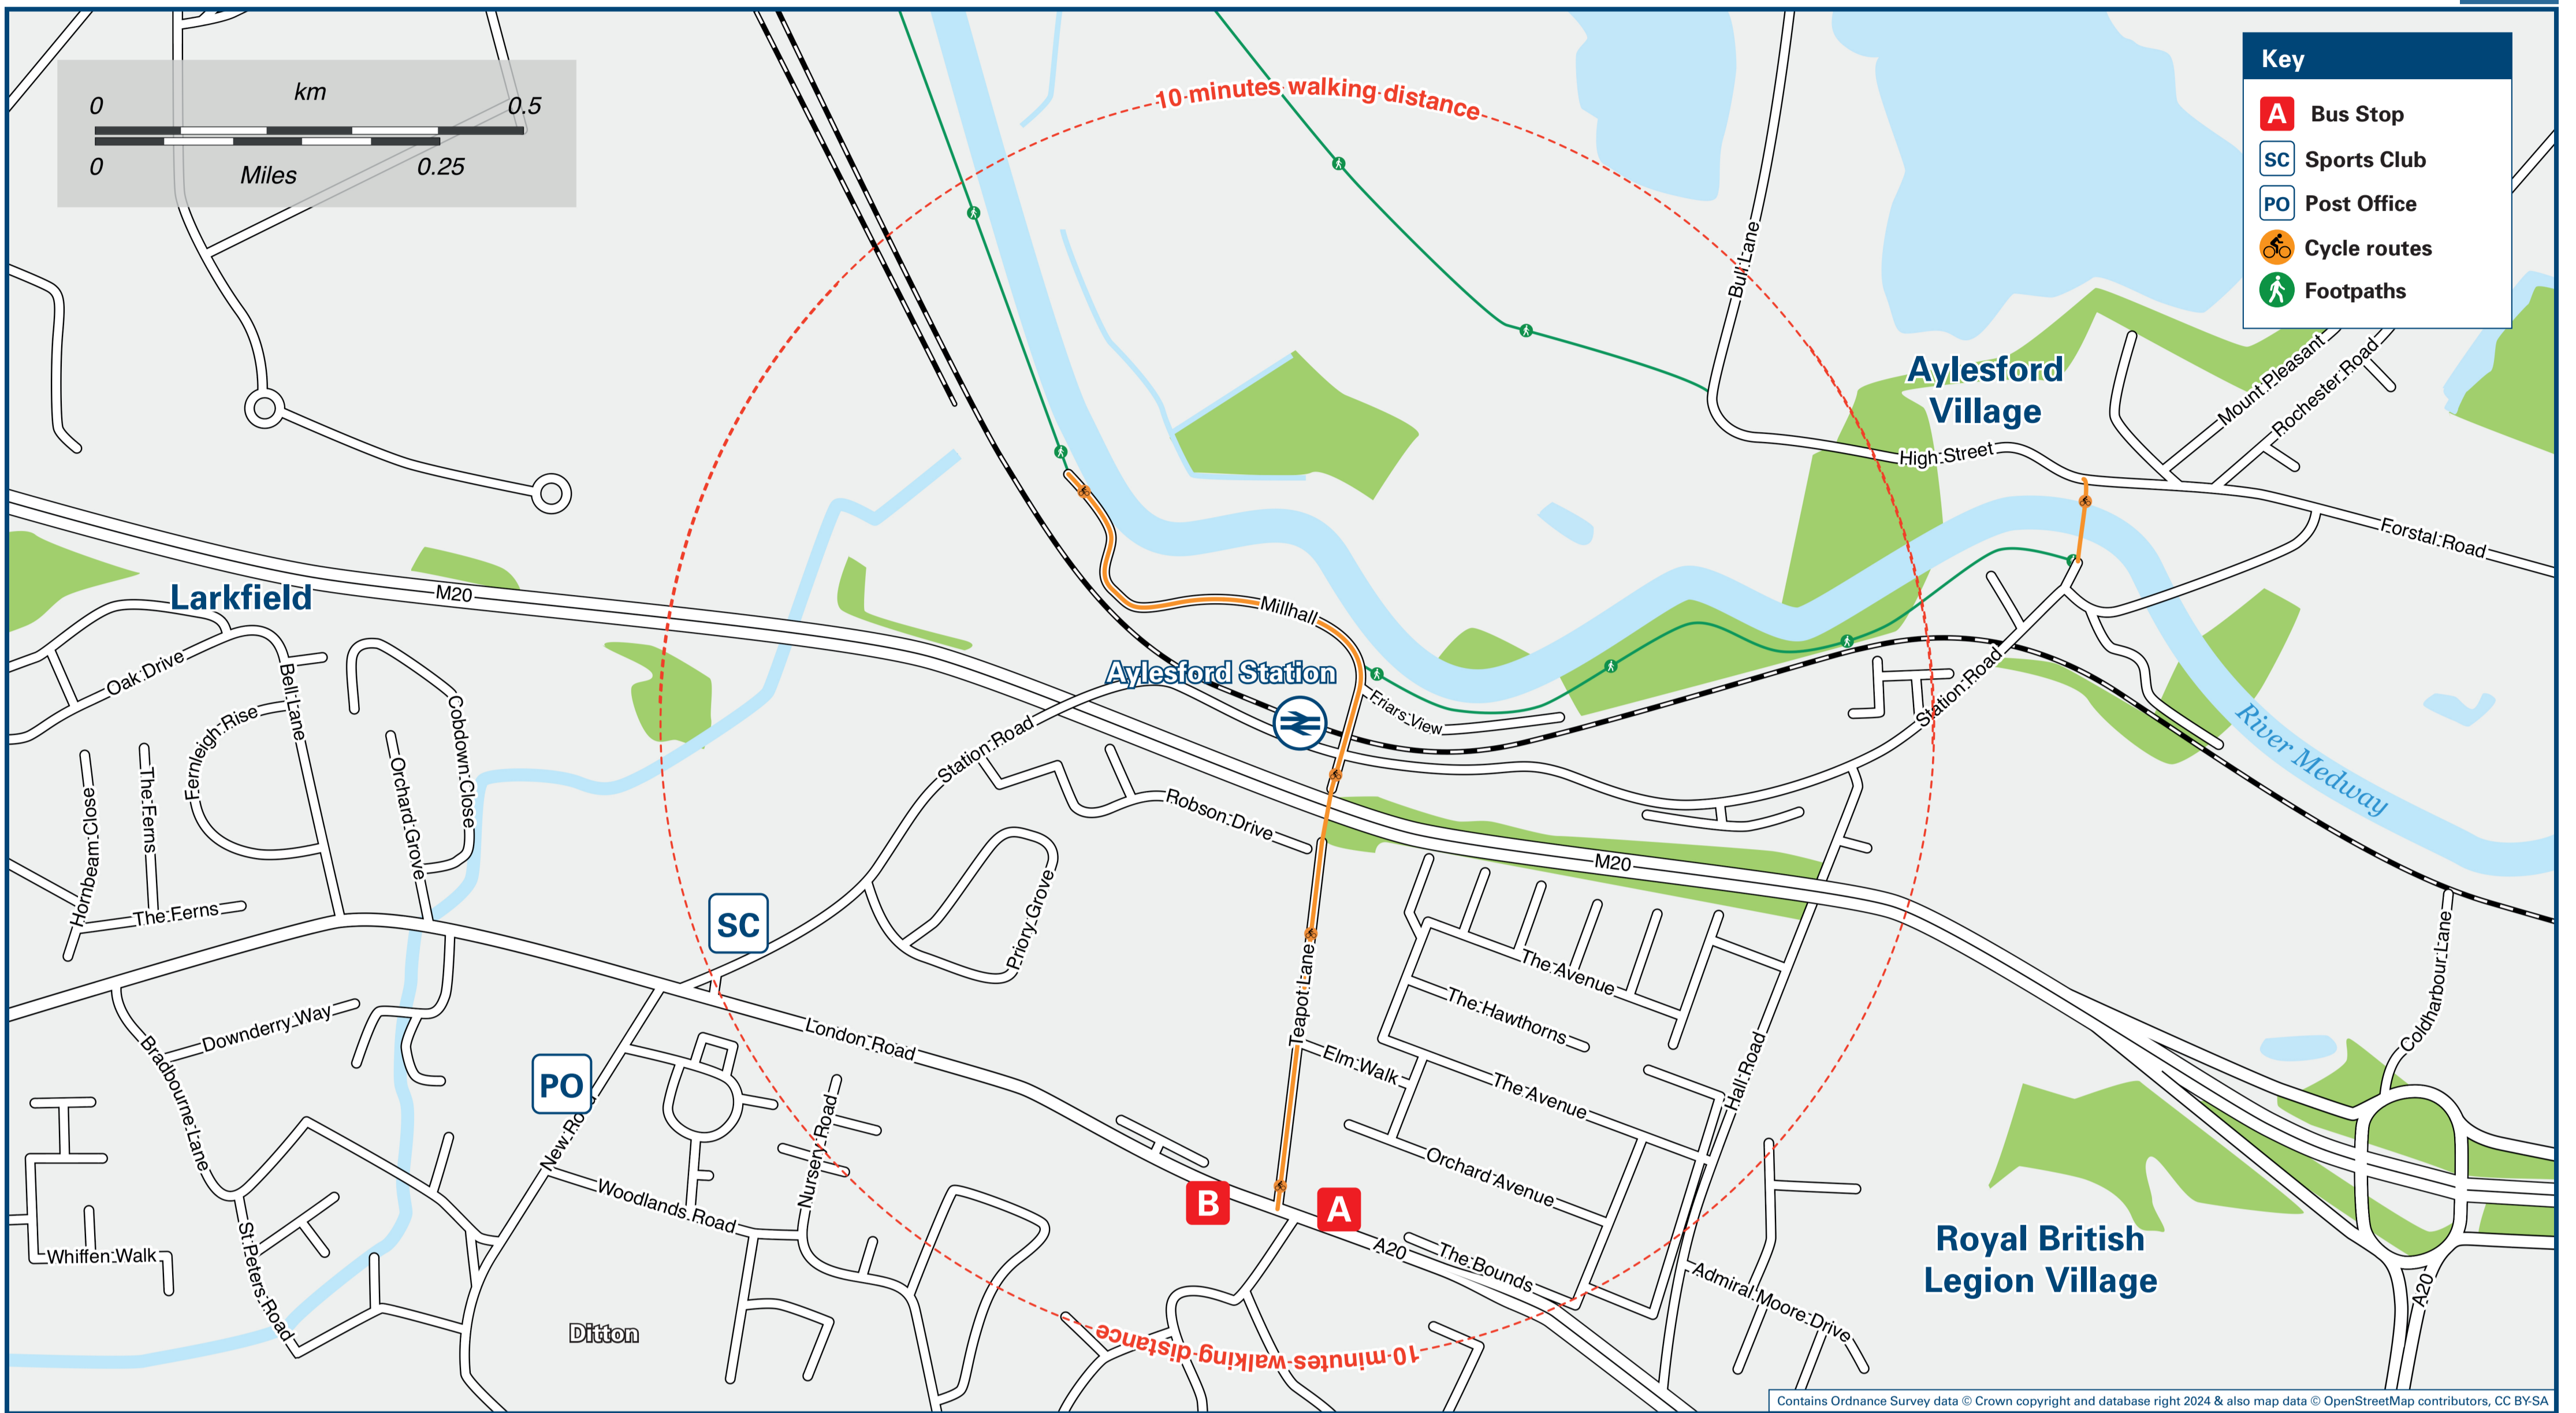 km
0
0.5
0
0.25
Miles
10 minutes walking distance
Key
A Bus Stop
SC Sports Club
PO Post Office
Cycle routes
Footpaths
Bull Lane
Aylesford
Village
High Street
Mount Pleasant
Rochester Road
Forstal Road
Larkfield
M20
Millhall
Aylesford Station
Friars View
Station Road
Station Road
River Medway
Oak Drive
Bell Lane
Cobdown Close
Fernleigh Rise
Orchard Grove
The Ferns
Hornbeam Close
The Ferns
Robson Drive
M20
Priory Grove
SC
Teapot Lane
The Avenue
The Hawthorns
Elm Walk
The Avenue
Hall Road
Coldharbour Lane
London Road
Downderry Way
Bradbourne Lane
PO
New Ro
Nursery Road
Woodlands Road
Orchard Avenue
B
A
A20
The Bounds
Whiffen Walk
St Peters Road
Admiral Moore Drive
Royal British
Legion Village
A20
Ditton
10 minutes walking distance
Contains Ordnance Survey data © Crown copyright and database right 2024 & also map data © OpenStreetMap contributors, CC BY-SA